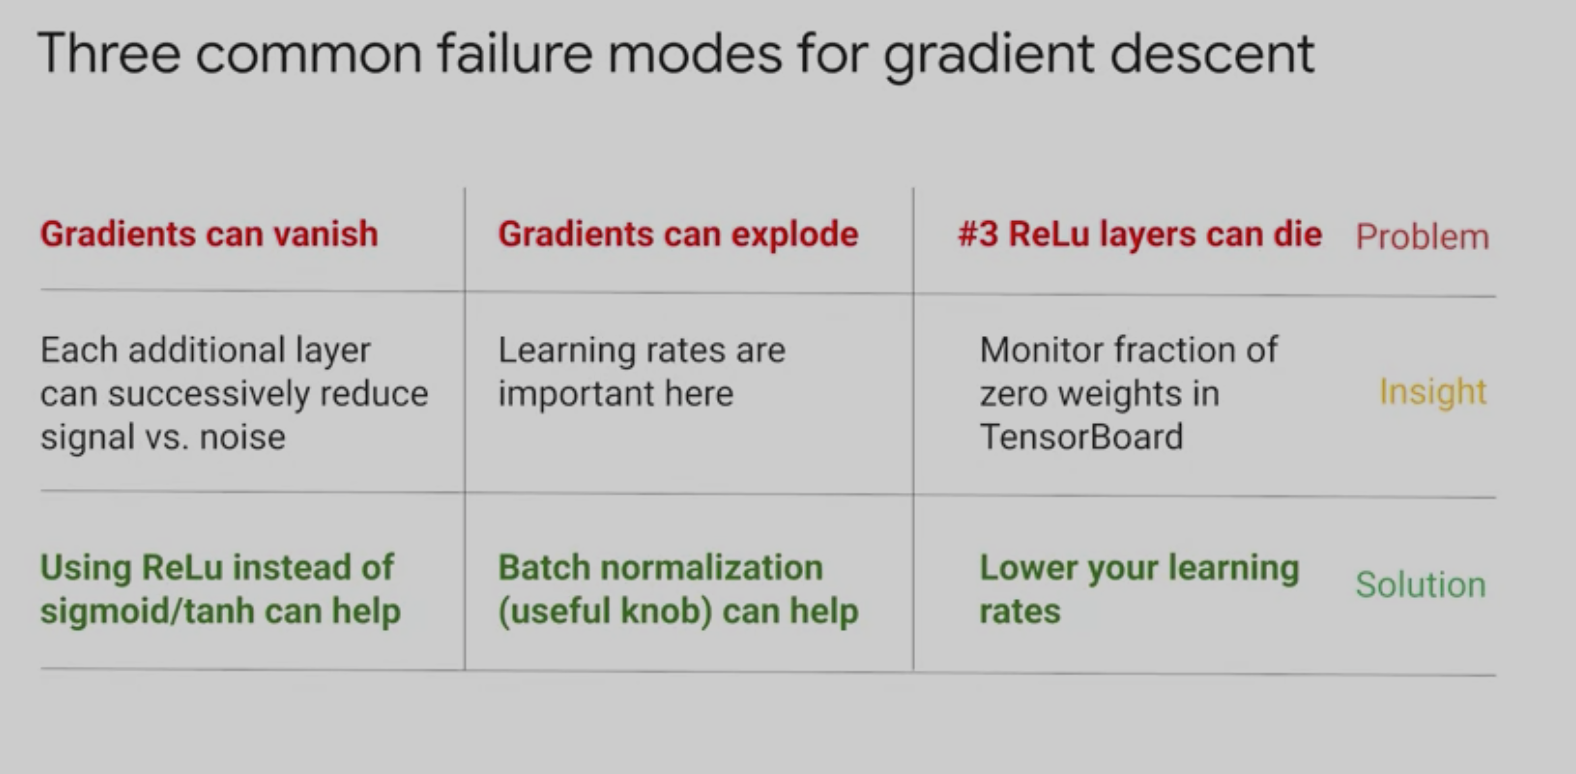 Three common failure modes for gradient descent
Gradients can vanish
Gradients can explode
#3 ReLu layers can die
Problem
Each additional layer
can successively reduce
signal vs. noise
Learning rates are
important here
Monitor fraction of
zero weights in
TensorBoard
Insight
Using ReLu instead of
sigmoid/tanh can help
Batch normalization
(useful knob) can help
Lower your learning
rates
Solution